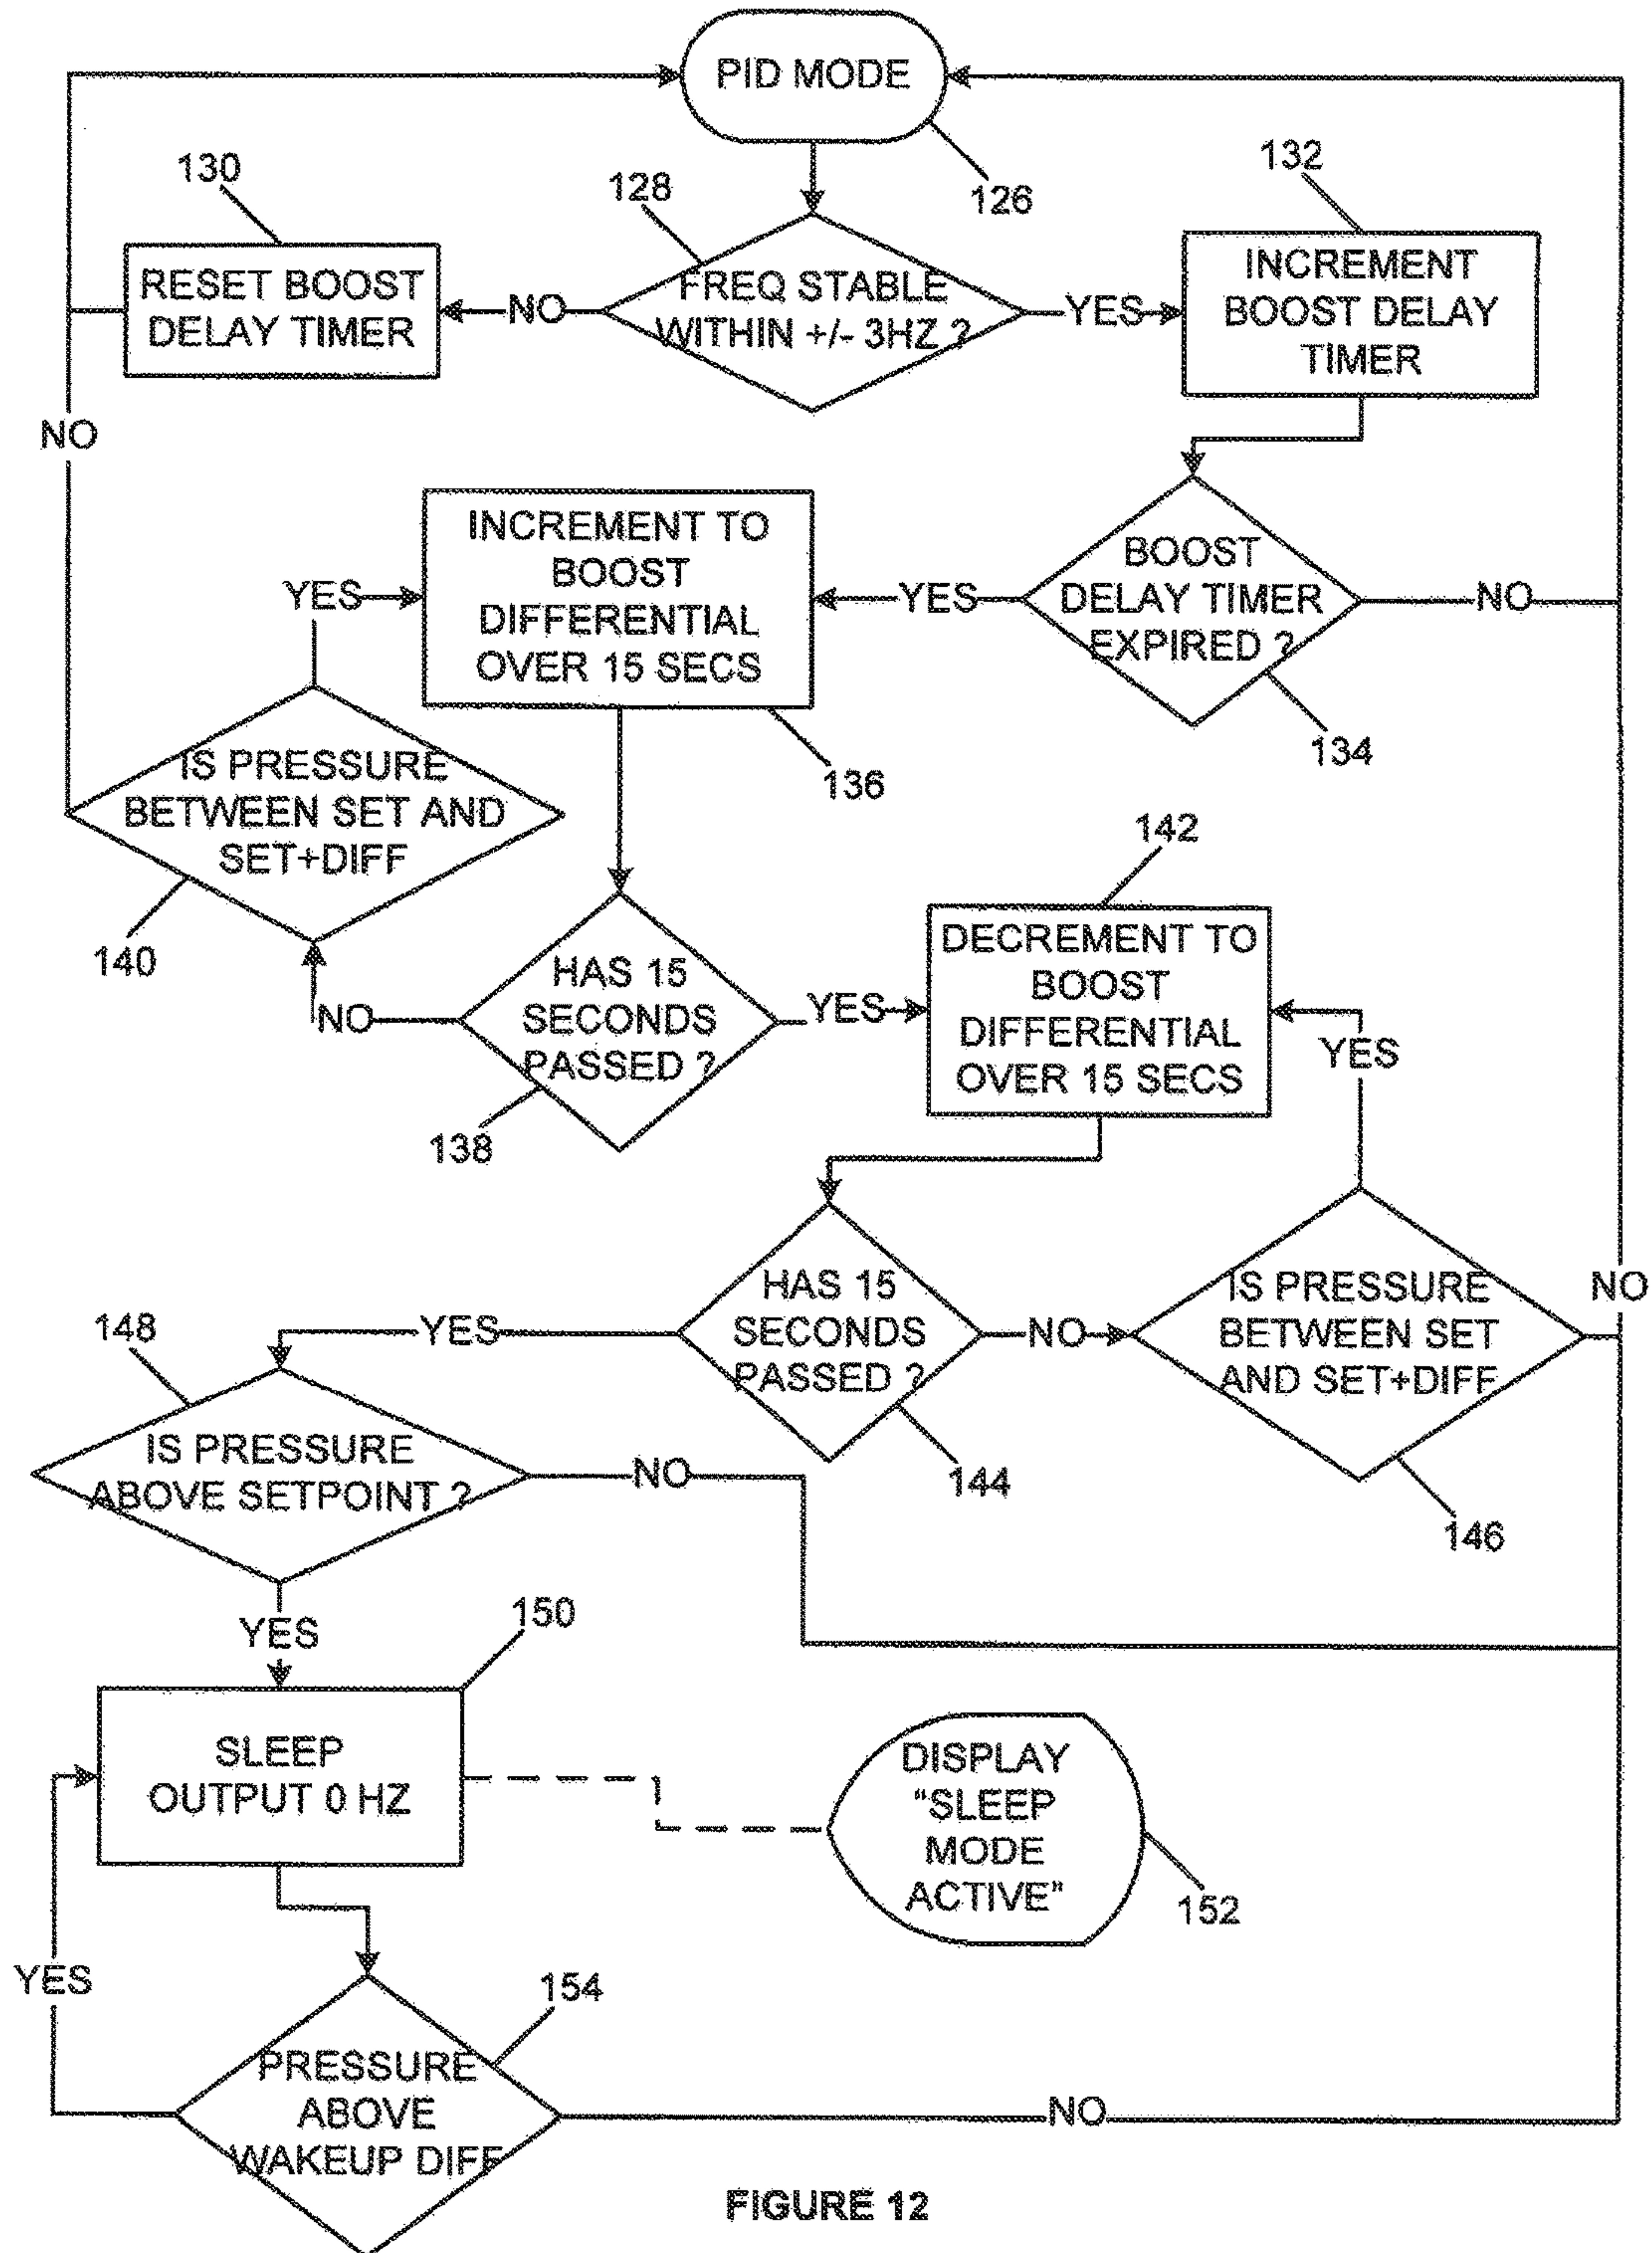 PID MODE
126
128
130
132
RESET BOOST
DELAY TIMER
NO
FREQ STABLE
WITHIN +/- 3HZ ?
YES
INCREMENT
BOOST DELAY
TIMER
NO
INCREMENT TO
BOOST
DIFFERENTIAL
OVER 15 SECS
YES
YES
BOOST
DELAY TIMER
EXPIRED ?
NO
134
136
IS PRESSURE
BETWEEN SET AND
SET+DIFF
140
142
HAS 15
SECONDS
PASSED ?
NO
YES
138
DECREMENT TO
BOOST
DIFFERENTIAL
OVER 15 SECS
YES
HAS 15
SECONDS
PASSED ?
YES
NO
144
IS PRESSURE
BETWEEN SET
AND SET+DIFF
NO
146
148
IS PRESSURE
ABOVE SETPOINT ?
NO
YES
150
SLEEP
OUTPUT 0 HZ
DISPLAY
“SLEEP
MODE
ACTIVE”
152
YES
154
PRESSURE
ABOVE
WAKEUP DIFF
NO
FIGURE 12